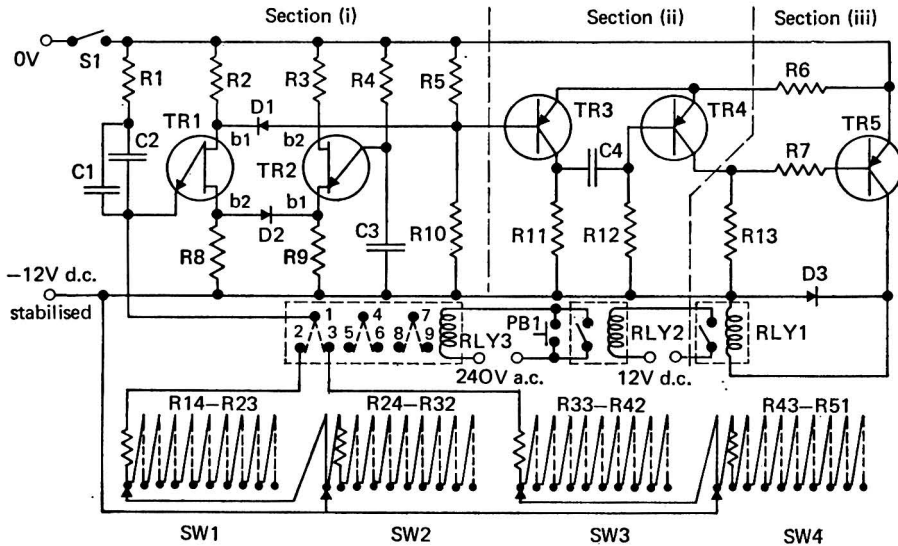 Section (i)
Section (ii)
Section (iii)
0V
S1
R1
R2
R3
R4
R5
R6
D1
TR1
b1
b2
TR2
TR3
TR4
TR5
C2
C1
C4
R7
b2
b1
D2
C3
R8
R9
R10
R11
R12
R13
D3
−12V d.c.
stabilised
1
4
7
2
3
5
6
8
9
RLY3
PB1
RLY2
RLY1
240V a.c.
12V d.c.
R14−R23
R24−R32
R33−R42
R43−R51
SW1
SW2
SW3
SW4